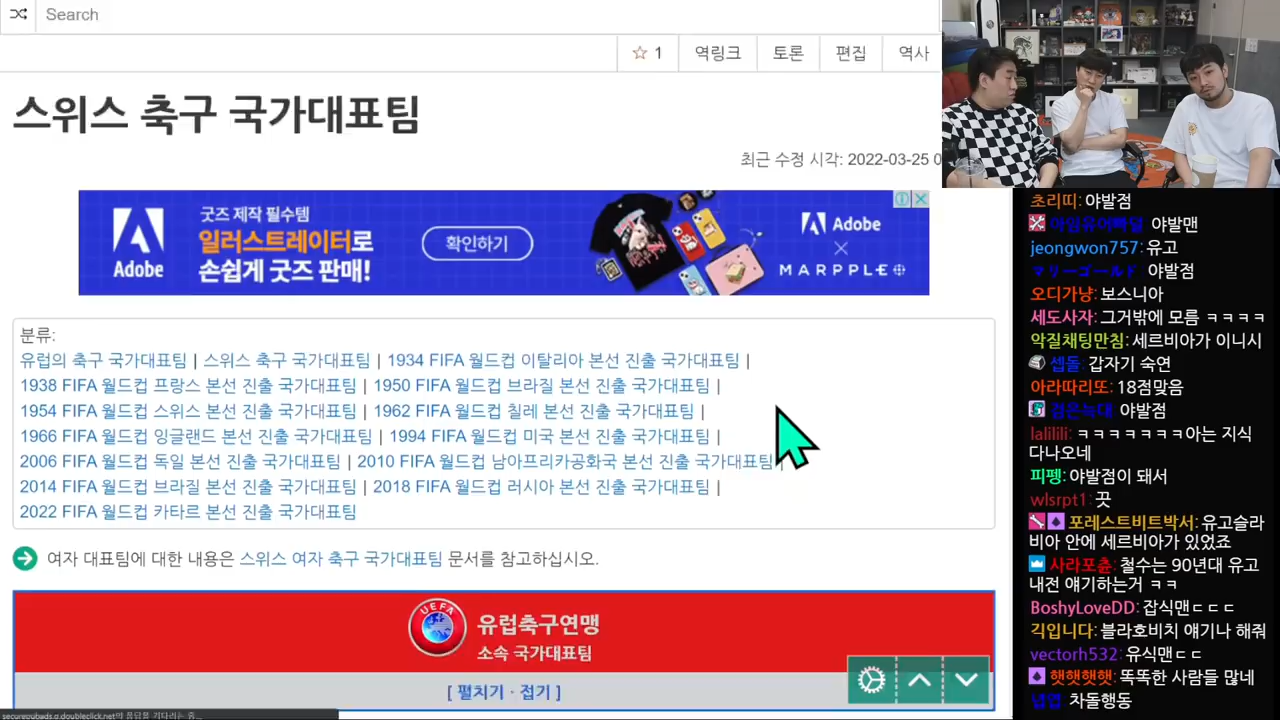 Search
☆ 1
역링크
토론
편집
역사
스위스 축구 국가대표팀
최근 수정 시각: 2022-03-25 0
Adobe
굿즈 제작 필수템
일러스트레이터로
손쉽게 굿즈 판매!
확인하기
Adobe
×
MARPPLE
분류:
유럽의 축구 국가대표팀 | 스위스 축구 국가대표팀 | 1934 FIFA 월드컵 이탈리아 본선 진출 국가대표팀 |
1938 FIFA 월드컵 프랑스 본선 진출 국가대표팀 | 1950 FIFA 월드컵 브라질 본선 진출 국가대표팀 |
1954 FIFA 월드컵 스위스 본선 진출 국가대표팀 | 1962 FIFA 월드컵 칠레 본선 진출 국가대표팀 |
1966 FIFA 월드컵 잉글랜드 본선 진출 국가대표팀 | 1994 FIFA 월드컵 미국 본선 진출 국가대표팀 |
2006 FIFA 월드컵 독일 본선 진출 국가대표팀 | 2010 FIFA 월드컵 남아프리카공화국 본선 진출 국가대표팀 |
2014 FIFA 월드컵 브라질 본선 진출 국가대표팀 | 2018 FIFA 월드컵 러시아 본선 진출 국가대표팀 |
2022 FIFA 월드컵 카타르 본선 진출 국가대표팀
여자 대표팀에 대한 내용은 스위스 여자 축구 국가대표팀 문서를 참고하십시오.
UEFA
유럽축구연맹
소속 국가대표팀
[ 펼치기 · 접기 ]
초리띠: 야발점
야발맨
jeongwon757: 유고
マリーゴールド 야발점
오디가냥: 보스니아
세도사자: 그거밖에 모름 ㅋㅋㅋㅋ
악질채팅만침: 세르비아가 이니시
셉돌: 갑자기 숙연
아라따리또: 18점맞음
검은늑대 야발점
lalilili: ㅋㅋㅋㅋㅋㅋㅋ아는 지식
다나오네
피펭: 야발점이 돼서
wlsrpt1: 끗
포레스트비트박서: 유고슬라
비아 안에 세르비아가 있었죠
사라포츈: 철수는 90년대 유고
내전 얘기하는거 ㅋㅋ
BoshyLoveDD: 잡식맨ㄷㄷㄷ
긱입니다: 블라호비치 얘기나 해줘
vectorh532: 유식맨ㄷㄷ
햇햇햇햇: 똑똑한 사람들 많네
넙엽 차돌행동